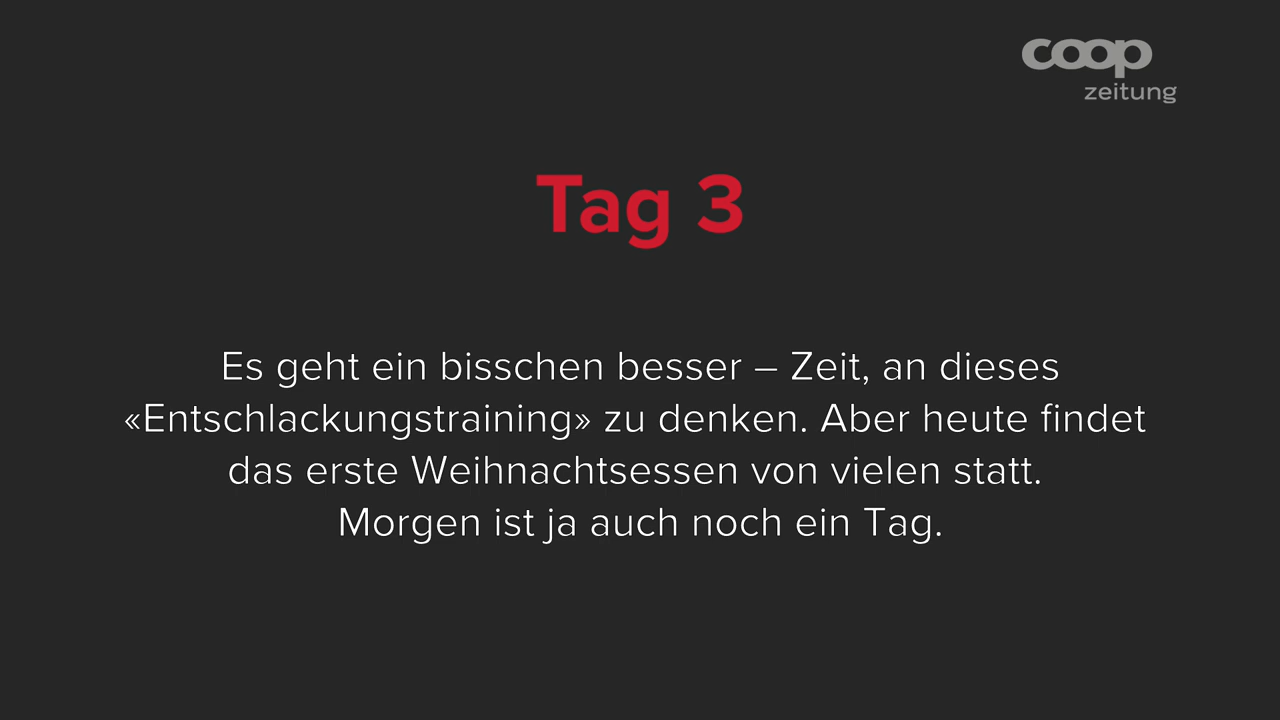 coop
zeitung
Tag 3
Es geht ein bisschen besser – Zeit, an dieses
«Entschlackungstraining» zu denken. Aber heute findet
das erste Weihnachtsessen von vielen statt.
Morgen ist ja auch noch ein Tag.